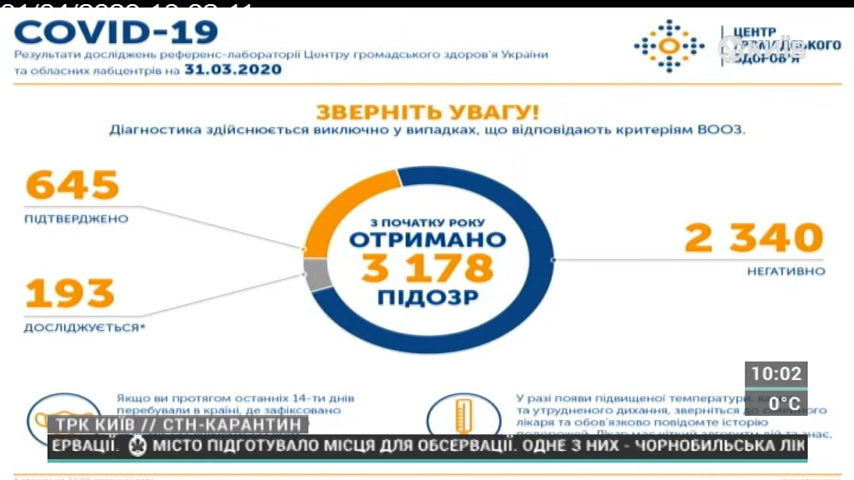 COVID-19
Результати досліджень референс-лабораторії Центру громадського здоров'я України
та обласних лабцентрів на 31.03.2020
ЦЕНТР
ЗДОРОВ'Я
ЗВЕРНІТЬ УВАГУ!
Діагностика здійснюється виключно у випадках, що відповідають критеріям ВООЗ.
645
ПІДТВЕРДЖЕНО
193
ДОСЛІДЖУЄТЬСЯ*
З ПОЧАТКУ РОКУ
ОТРИМАНО
3 178
ПІДОЗР
2 340
НЕГАТИВНО
10:02
0°C
Якщо ви протягом останніх 14-ти днів
перебували в країні, де зафіксовано
У разі появи підвищеної температури,
та утрудненого дихання, зверніться до
лікаря та обов'язково повідомте історію
ТРК КИЇВ // СТН-КАРАНТИН
ЕРВАЦІЇ. МІСТО ПІДГОТУВАЛО МІСЦЯ ДЛЯ ОБСЕРВАЦІЇ. ОДНЕ З НИХ - ЧОРНОБИЛЬСЬКА ЛІК